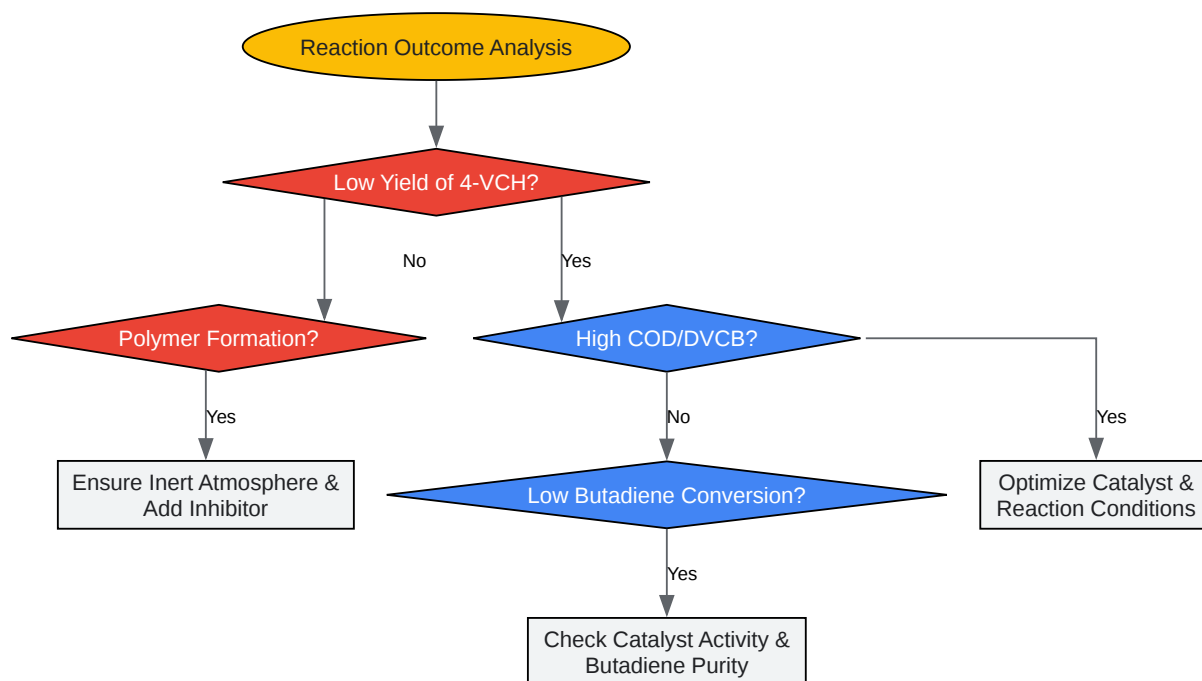 Reaction Outcome Analysis
Low Yield of 4-VCH?
No
Yes
Polymer Formation?
High COD/DVCB?
Yes
No
Yes
Ensure Inert Atmosphere &
Add Inhibitor
Low Butadiene Conversion?
Optimize Catalyst &
Reaction Conditions
Yes
Check Catalyst Activity &
Butadiene Purity